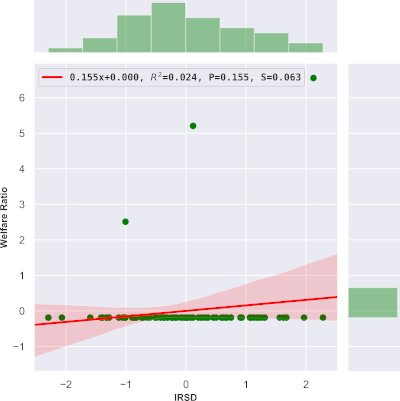 0.155x+0.000, R²=0.024, P=0.155, S=0.063
6
5
4
3
2
1
0
−1
Welfare Ratio
−2 −1 0 1 2
IRSD